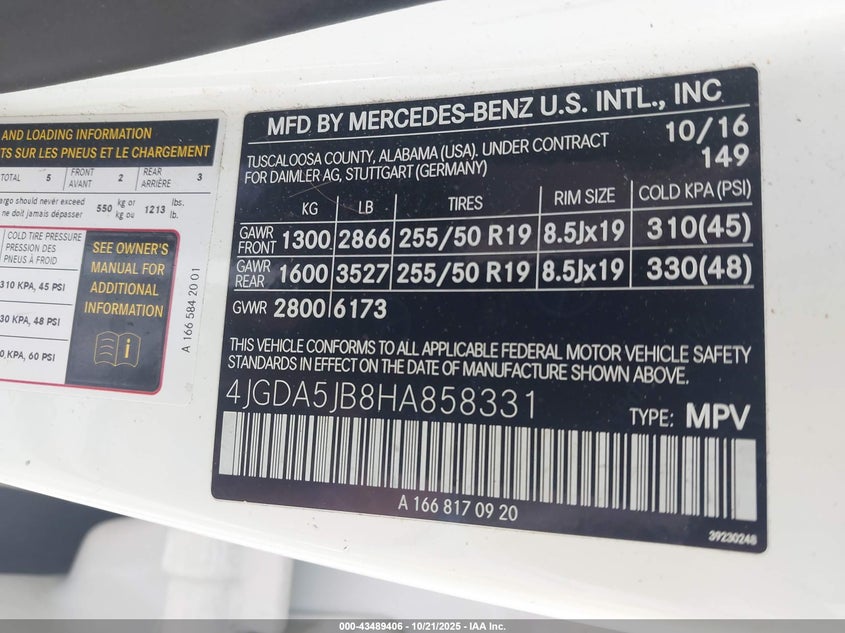 AND LOADING INFORMATION
TS SUR LES PNEUS ET LE CHARGEMENT
TOTAL 5 FRONT AVANT 2 REAR ARRIÈRE 3
argo should never exceed 550 kg or 1213 lbs.
ne doit jamais dépasser kg ou lb.
COLD TIRE PRESSURE
PRESSION DES
PNEUS À FROID
310 KPA, 45 PSI
30 KPA, 48 PSI
0 KPA, 60 PSI
SEE OWNER'S
MANUAL FOR
ADDITIONAL
INFORMATION
A 166 584 20 01
MFD BY MERCEDES-BENZ U.S. INTL., INC
TUSCALOOSA COUNTY, ALABAMA (USA). UNDER CONTRACT
FOR DAIMLER AG, STUTTGART (GERMANY)
10/16
149
KG LB TIRES RIM SIZE COLD KPA (PSI)
GAWR FRONT 1300 2866 255/50 R19 8.5Jx19 310(45)
GAWR REAR 1600 3527 255/50 R19 8.5Jx19 330(48)
GVWR 2800 6173
THIS VEHICLE CONFORMS TO ALL APPLICABLE FEDERAL MOTOR VEHICLE SAFETY
STANDARDS IN EFFECT ON THE DATE OF MANUFACTURE SHOWN ABOVE.
4JGDA5JB8HA858331
TYPE: MPV
A 166 817 09 20
39230248
000-43489406 - 10/21/2025 - IAA Inc.